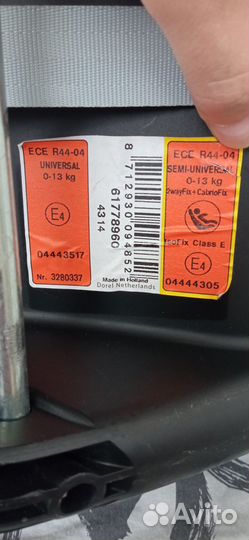 ECE R44-04
UNIVERSAL
0-13 kg
E4
04443517
Nr. 3280337
8 712930 094852
61778960
4314
Made in Holland
Dorel Netherlands
ECE R44-04
SEMI-UNIVERSAL
0-13 kg
2wayFix+CabrioFix
IsoFix Class E
E4
04444305
Avito